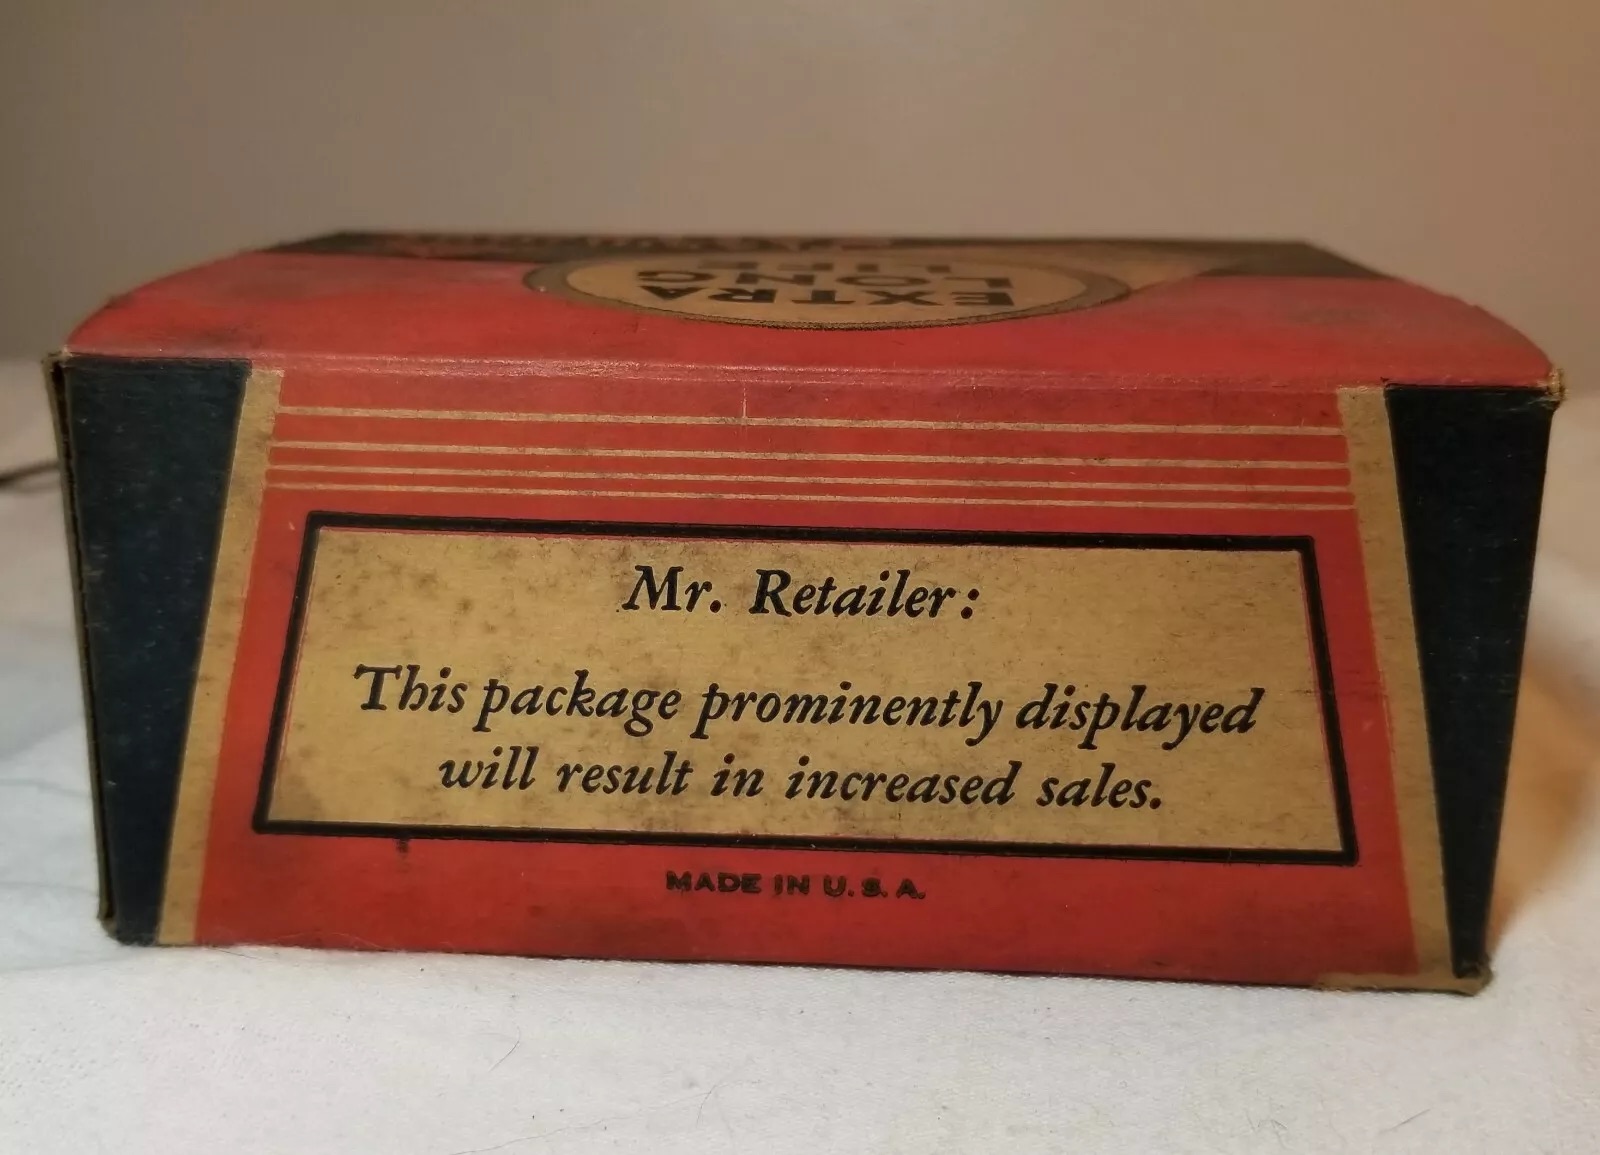 EXTRA
LONG
LIFE
Mr. Retailer:
This package prominently displayed
will result in increased sales.
MADE IN U.S.A.